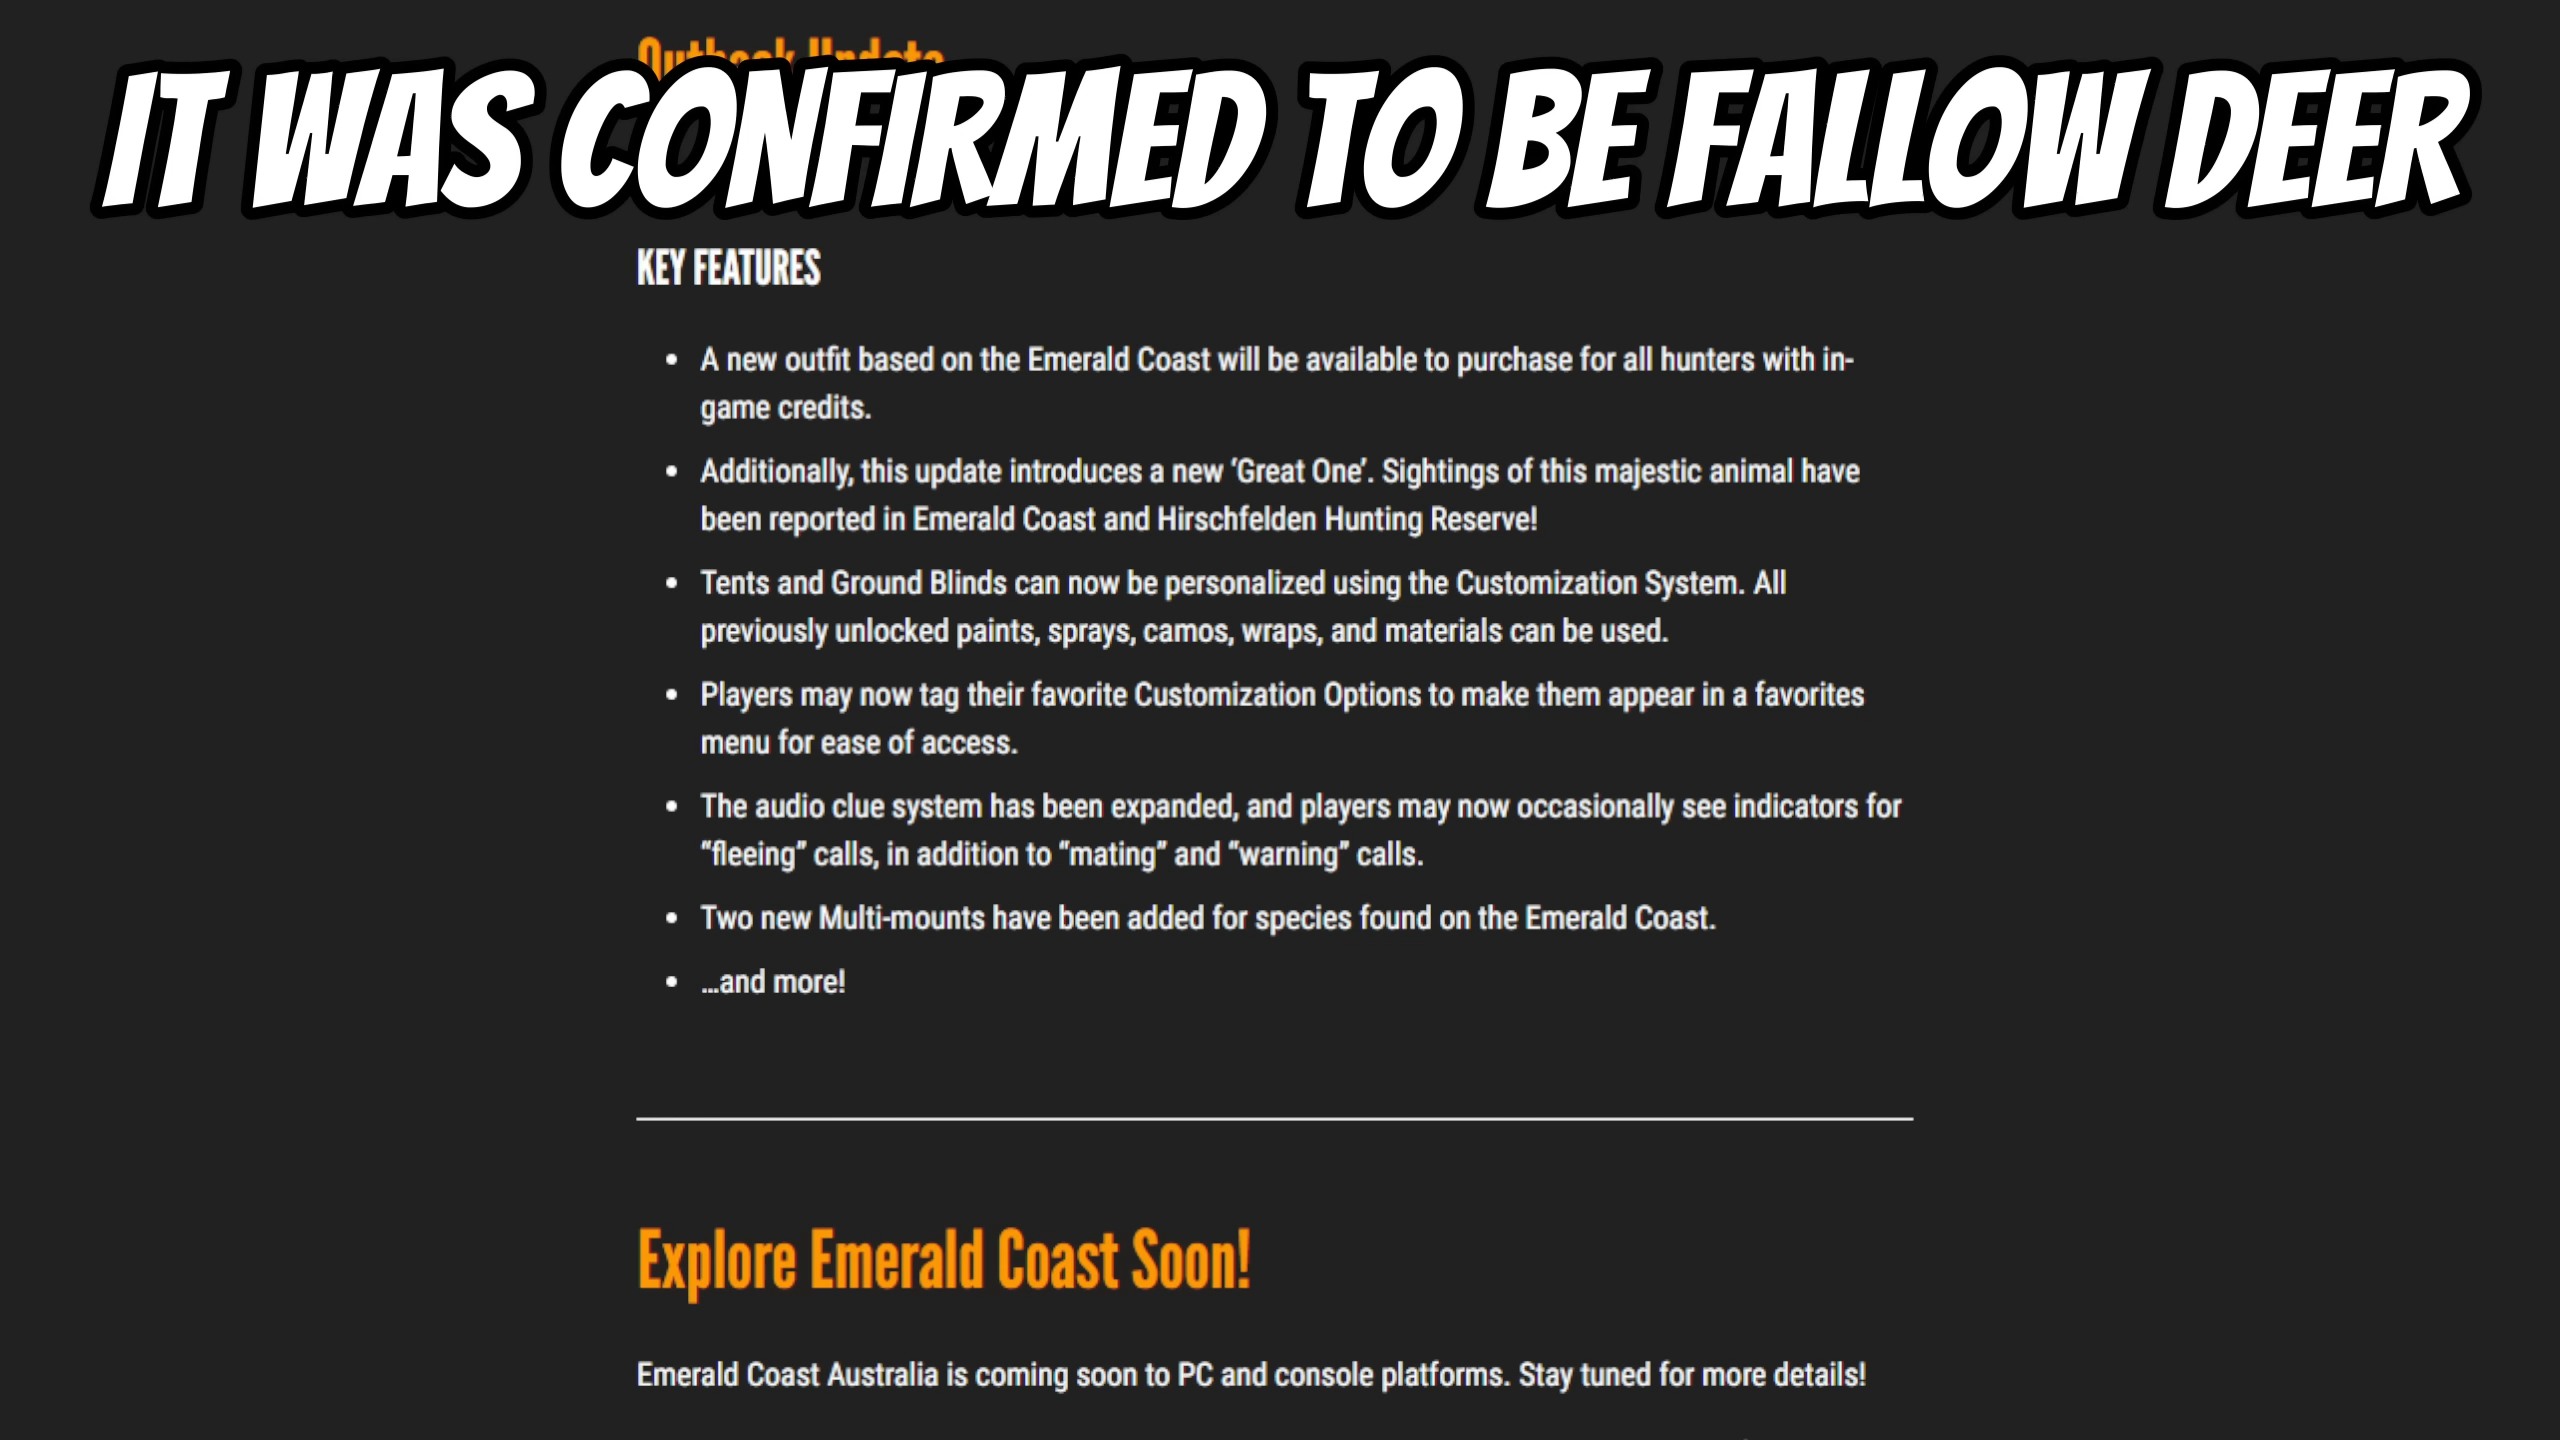 Outback Update
IT WAS CONFIRMED TO BE FALLOW DEER
KEY FEATURES
• A new outfit based on the Emerald Coast will be available to purchase for all hunters with in-
game credits.
• Additionally, this update introduces a new ‘Great One’. Sightings of this majestic animal have
been reported in Emerald Coast and Hirschfelden Hunting Reserve!
• Tents and Ground Blinds can now be personalized using the Customization System. All
previously unlocked paints, sprays, camos, wraps, and materials can be used.
• Players may now tag their favorite Customization Options to make them appear in a favorites
menu for ease of access.
• The audio clue system has been expanded, and players may now occasionally see indicators for
“fleeing” calls, in addition to “mating” and “warning” calls.
• Two new Multi-mounts have been added for species found on the Emerald Coast.
• ...and more!
Explore Emerald Coast Soon!
Emerald Coast Australia is coming soon to PC and console platforms. Stay tuned for more details!